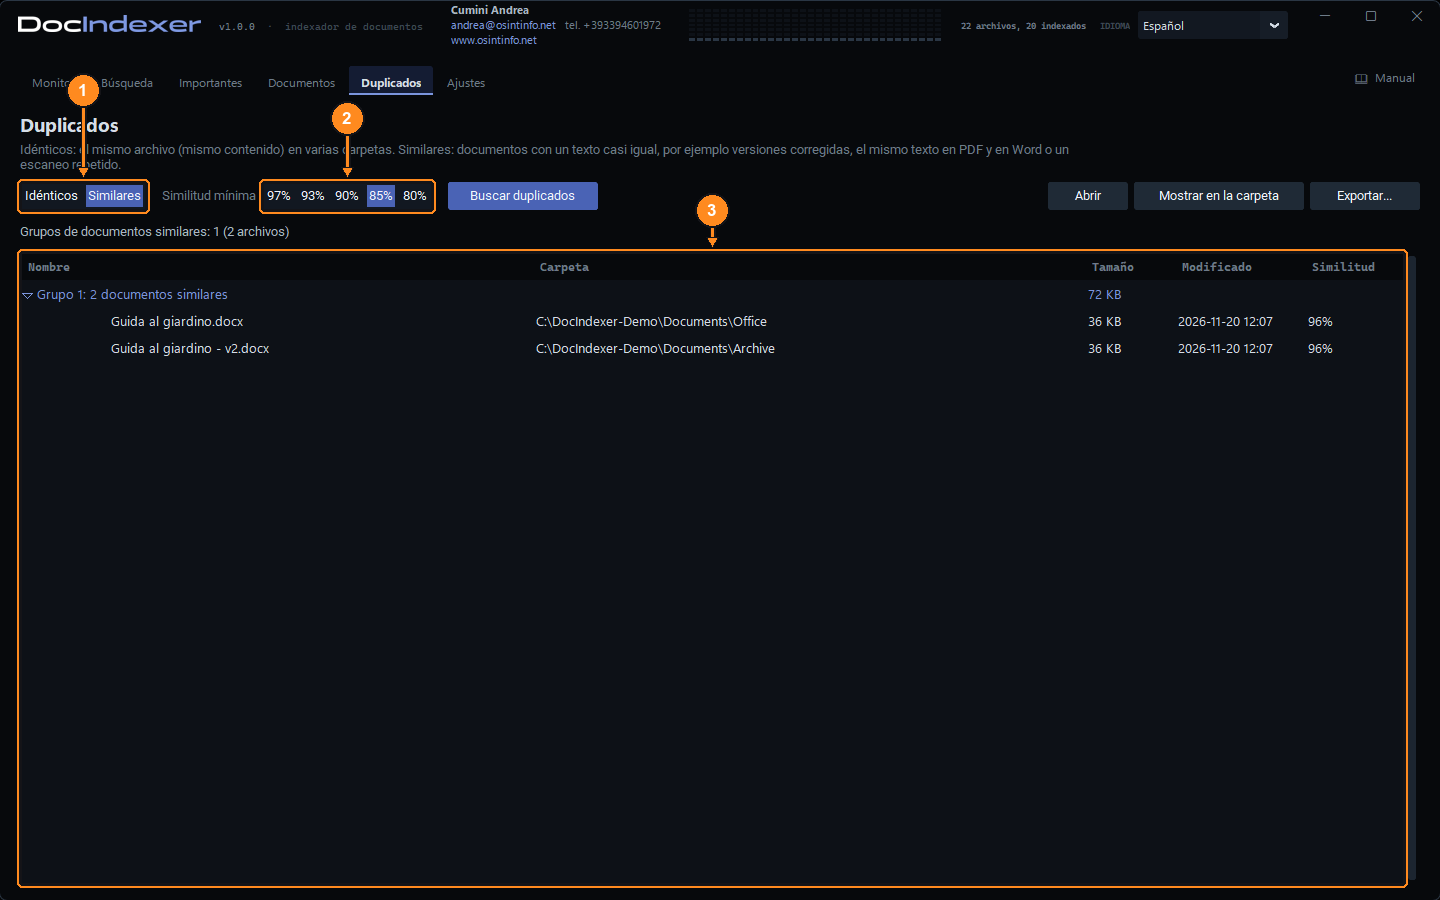 DocIndexer v1.0.0 · indexador de documentos
Cumini Andrea
andrea@osintinfo.net tel. +393394601972
www.osintinfo.net
22 archivos, 20 indexados IDIOMA Español
Búsqueda Importantes Documentos Duplicados Ajustes Manual
1
2
Duplicados
Idénticos: el mismo archivo (mismo contenido) en varias carpetas. Similares: documentos con un texto casi igual, por ejemplo versiones corregidas, el mismo texto en PDF y en Word o un
escaneo repetido.
Idénticos Similares Similitud mínima 97% 93% 90% 85% 80% Buscar duplicados Abrir Mostrar en la carpeta Exportar...
3
Grupos de documentos similares: 1 (2 archivos)
Nombre Carpeta Tamaño Modificado Similitud
Grupo 1: 2 documentos similares 72 KB
Guida al giardino.docx C:\DocIndexer-Demo\Documents\Office 36 KB 2026-11-20 12:07 96%
Guida al giardino - v2.docx C:\DocIndexer-Demo\Documents\Archive 36 KB 2026-11-20 12:07 96%